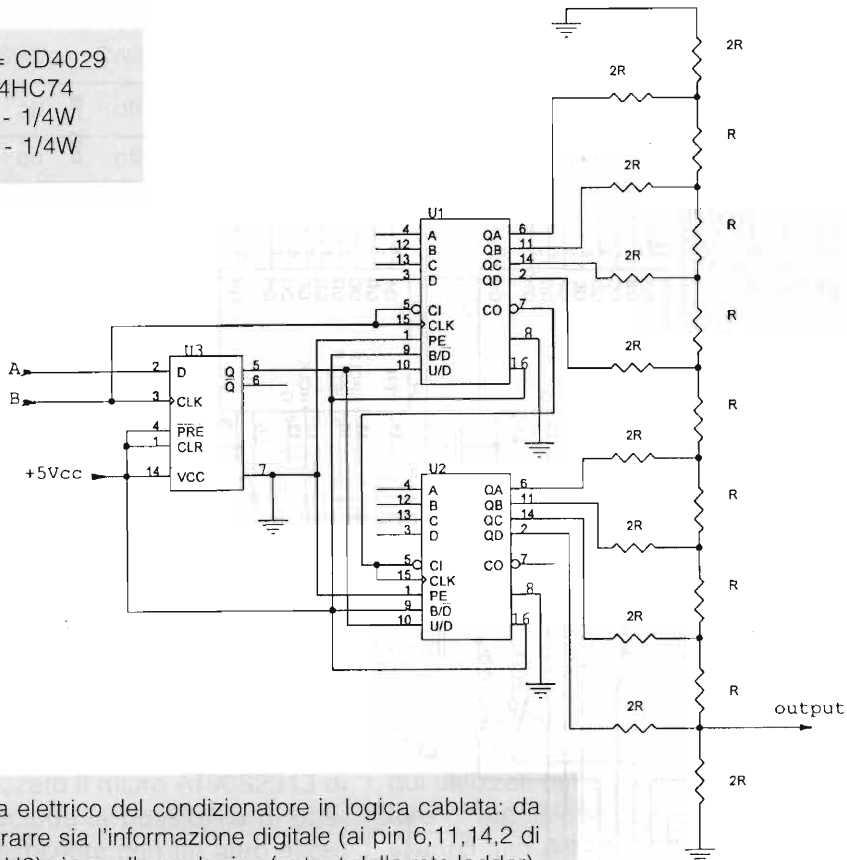 = CD4029
4HC74
- 1/4W
- 1/4W
2R
2R
R
2R
R
2R
R
2R
R
2R
R
2R
R
2R
R
2R
R
2R
output
U1
4 A QA 6
12 B QB 11
13 C QC 14
3 D QD 2
5 CI CO 7
15 CLK
1 PE 8
9 B/D
10 U/D 16
U2
4 A QA 6
12 B QB 11
13 C QC 14
3 D QD 2
5 CI CO 7
15 CLK
1 PE 8
9 B/D
10 U/D 16
U3
A 2 D Q 5
Q 6
B 3 CLK
4 PRE
1 CLR
+5Vcc 14 VCC 7
a elettrico del condizionatore in logica cablata: da
rarre sia l'informazione digitale (ai pin 6,11,14,2 di